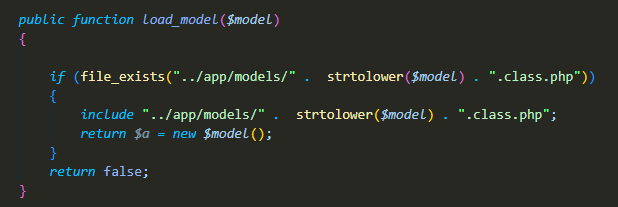 public function load_model($model)
{
if (file_exists("../app/models/" .  strtolower($model) . ".class.php"))
{
include "../app/models/" .  strtolower($model) . ".class.php";
return $a = new $model();
}
return false;
}